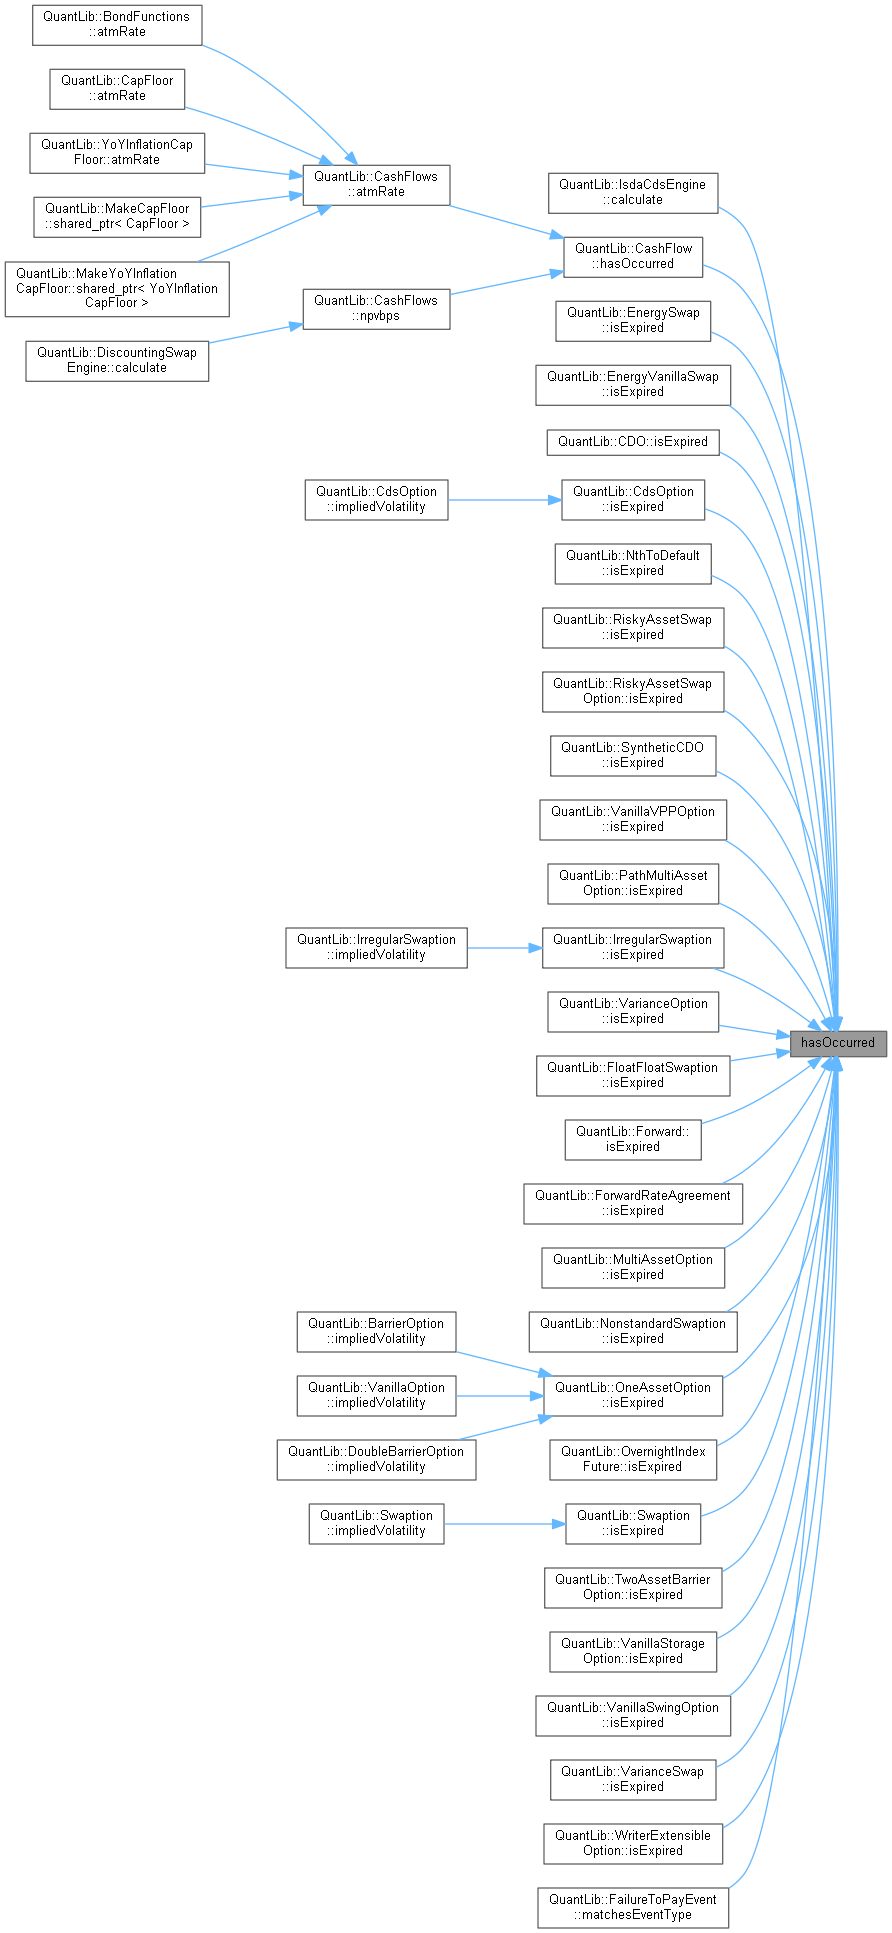 QuantLib::BondFunctions
::atmRate
QuantLib::CapFloor
::atmRate
QuantLib::YoYInflationCap
Floor::atmRate
QuantLib::MakeCapFloor
::shared_ptr< CapFloor >
QuantLib::MakeYoYInflation
CapFloor::shared_ptr< YoYInflation
CapFloor >
QuantLib::DiscountingSwap
Engine::calculate
QuantLib::CashFlows
::atmRate
QuantLib::CashFlows
::npvbps
QuantLib::CdsOption
::impliedVolatility
QuantLib::IrregularSwaption
::impliedVolatility
QuantLib::BarrierOption
::impliedVolatility
QuantLib::VanillaOption
::impliedVolatility
QuantLib::DoubleBarrierOption
::impliedVolatility
QuantLib::Swaption
::impliedVolatility
QuantLib::IsdaCdsEngine
::calculate
QuantLib::CashFlow
::hasOccurred
QuantLib::EnergySwap
::isExpired
QuantLib::EnergyVanillaSwap
::isExpired
QuantLib::CDO::isExpired
QuantLib::CdsOption
::isExpired
QuantLib::NthToDefault
::isExpired
QuantLib::RiskyAssetSwap
::isExpired
QuantLib::RiskyAssetSwap
Option::isExpired
QuantLib::SyntheticCDO
::isExpired
QuantLib::VanillaVPPOption
::isExpired
QuantLib::PathMultiAsset
Option::isExpired
QuantLib::IrregularSwaption
::isExpired
QuantLib::VarianceOption
::isExpired
QuantLib::FloatFloatSwaption
::isExpired
QuantLib::Forward::
isExpired
QuantLib::ForwardRateAgreement
::isExpired
QuantLib::MultiAssetOption
::isExpired
QuantLib::NonstandardSwaption
::isExpired
QuantLib::OneAssetOption
::isExpired
QuantLib::OvernightIndex
Future::isExpired
QuantLib::Swaption
::isExpired
QuantLib::TwoAssetBarrier
Option::isExpired
QuantLib::VanillaStorage
Option::isExpired
QuantLib::VanillaSwingOption
::isExpired
QuantLib::VarianceSwap
::isExpired
QuantLib::WriterExtensible
Option::isExpired
QuantLib::FailureToPayEvent
::matchesEventType
hasOccurred